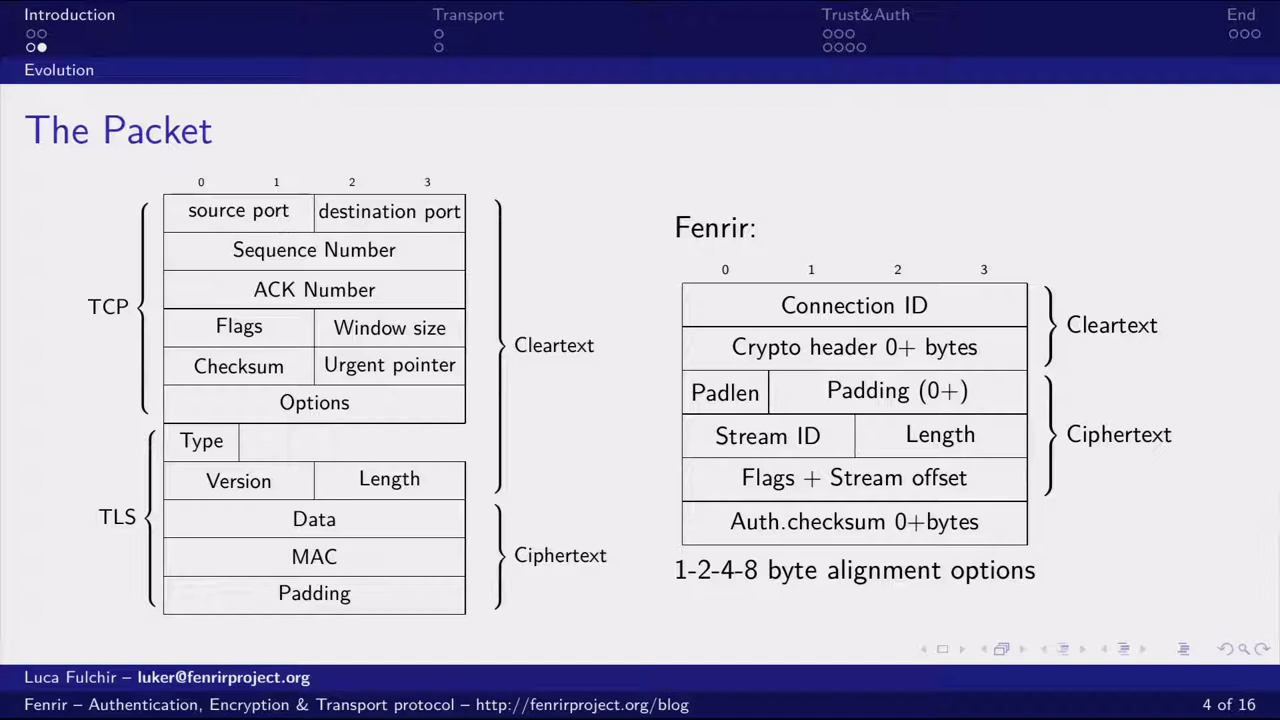 Introduction Transport Trust&Auth End
Evolution
The Packet
0 1 2 3
source port destination port
Sequence Number
ACK Number
TCP
Flags Window size
Cleartext
Checksum Urgent pointer
Options
Type
Version Length
TLS
Data
MAC
Ciphertext
Padding
Fenrir:
0 1 2 3
Connection ID
Cleartext
Crypto header 0+ bytes
Padlen Padding (0+)
Stream ID Length
Ciphertext
Flags + Stream offset
Auth.checksum 0+bytes
1-2-4-8 byte alignment options
Luca Fulchir – luker@fenrirproject.org
Fenrir – Authentication, Encryption & Transport protocol – http://fenrirproject.org/blog 4 of 16